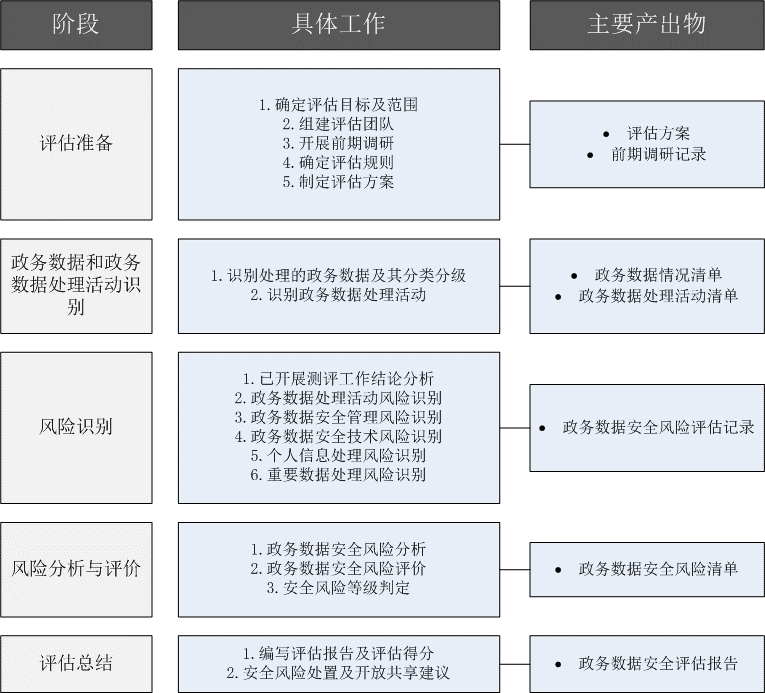 阶段
具体工作
主要产出物
评估准备
1.确定评估目标及范围
2.组建评估团队
3.开展前期调研
4.确定评估规则
5.制定评估方案
● 评估方案
● 前期调研记录
政务数据和政务
数据处理活动识
别
1.识别处理的政务数据及其分类分级
2.识别政务数据处理活动
● 政务数据情况清单
● 政务数据处理活动清单
风险识别
1.已开展测评工作结论分析
2.政务数据处理活动风险识别
3.政务数据安全管理风险识别
4.政务数据安全技术风险识别
5.个人信息处理风险识别
6.重要数据处理风险识别
● 政务数据安全风险评估记录
风险分析与评价
1.政务数据安全风险分析
2.政务数据安全风险评价
3.安全风险等级判定
● 政务数据安全风险清单
评估总结
1.编写评估报告及评估得分
2.安全风险处置及开放共享建议
● 政务数据安全评估报告